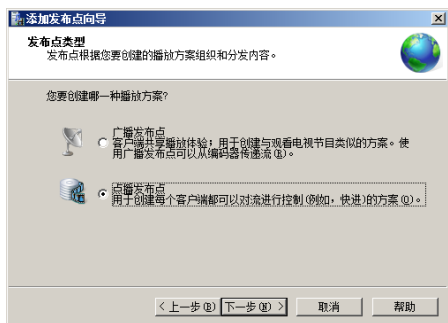 添加发布点向导
发布点类型
发布点根据您要创建的播放方案组织和分发内容。
您要创建哪一种播放方案?
广播发布点
客户端共享播放体验；用于创建与观看电视节目类似的方案。使
用广播发布点可以从编码器传递流(B)。
点播发布点
用于创建每个客户端都可以对流进行控制(例如，快进)的方案(O)。
< 上一步(B)
下一步(N) >
取消
帮助